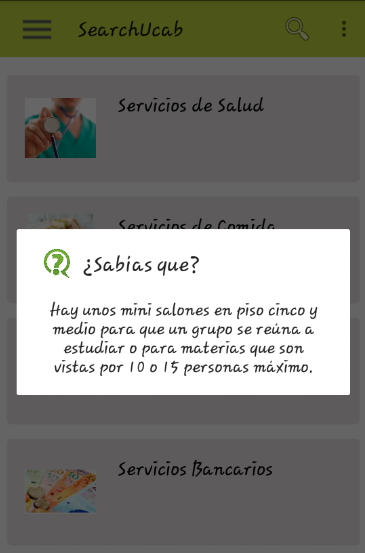 SearchUcab
Servicios de Salud
Servicios de Comida
¿Sabias que?
Hay unos mini salones en piso cinco y
medio para que un grupo se reúna a
estudiar o para materias que son
vistas por 10 o 15 personas máximo.
Servicios Bancarios